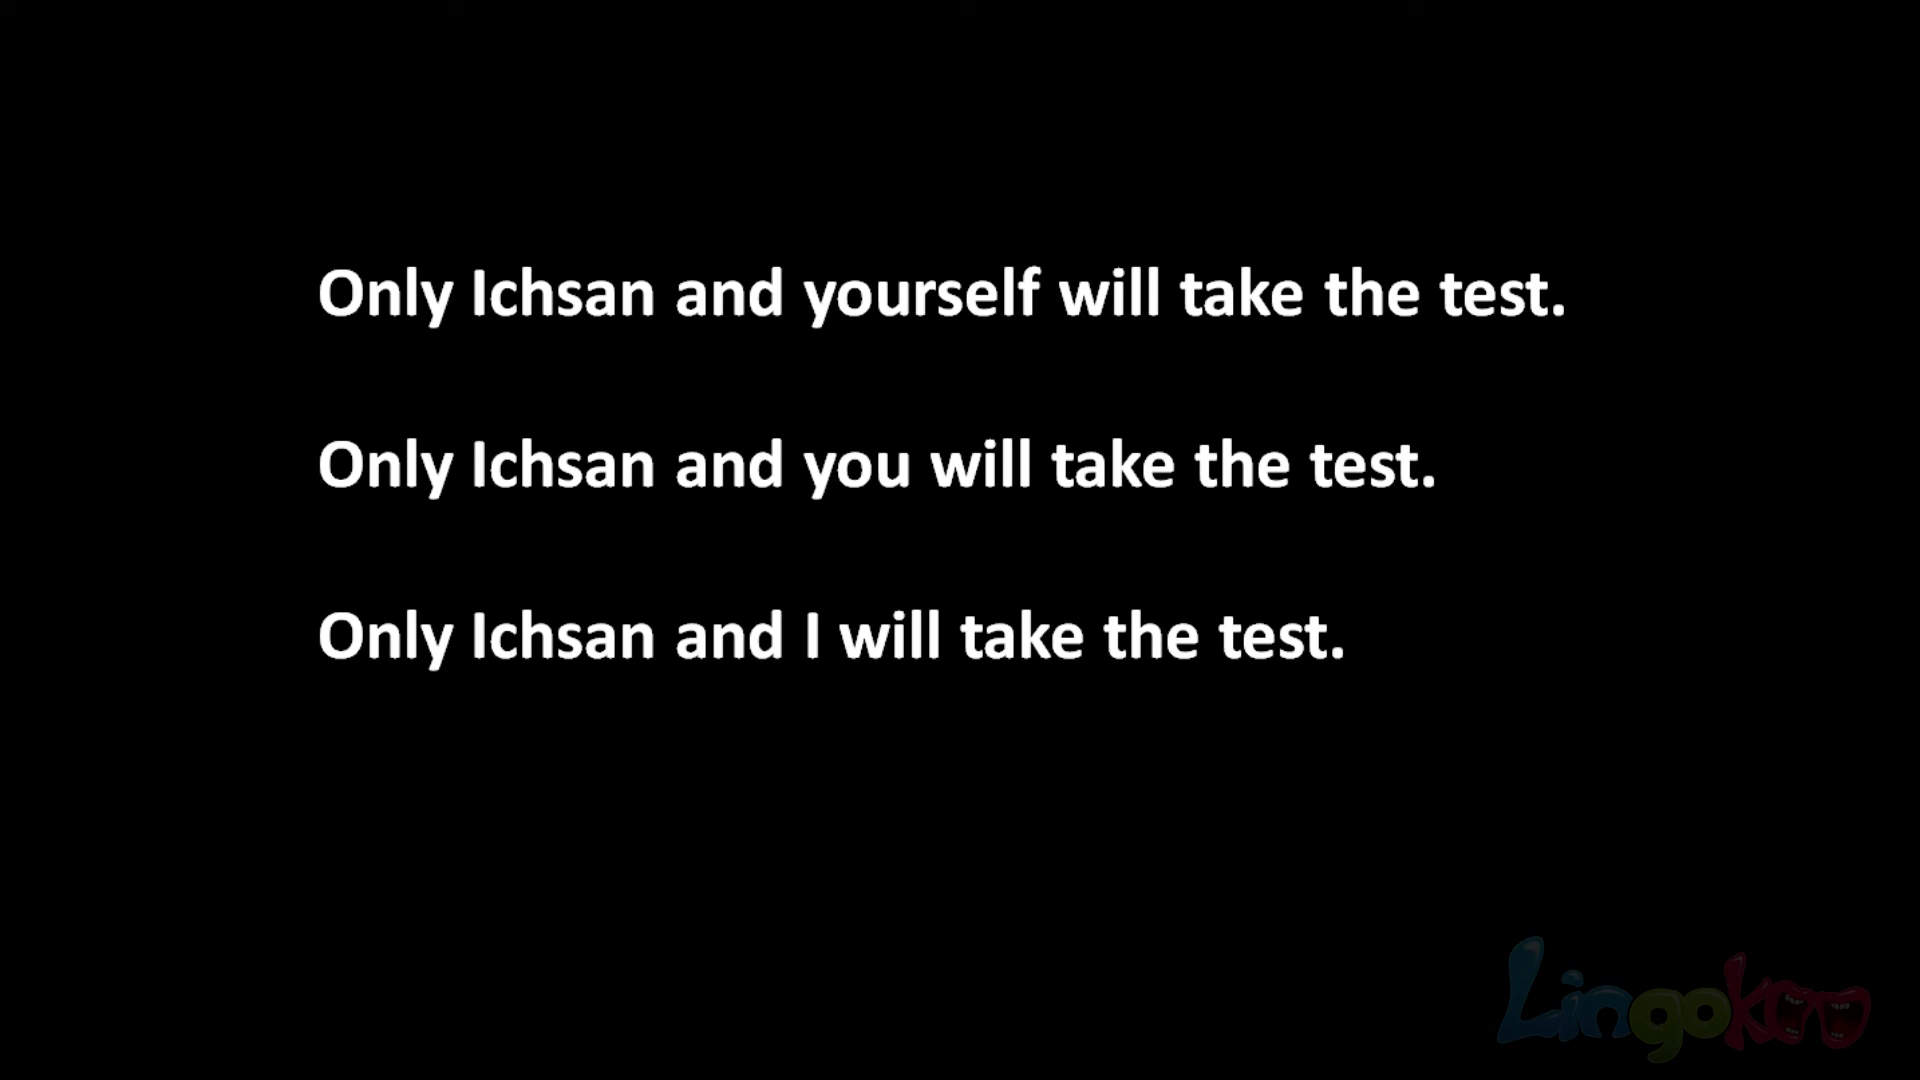 Only Ichsan and yourself will take the test.
Only Ichsan and you will take the test.
Only Ichsan and I will take the test.
Lingokoo